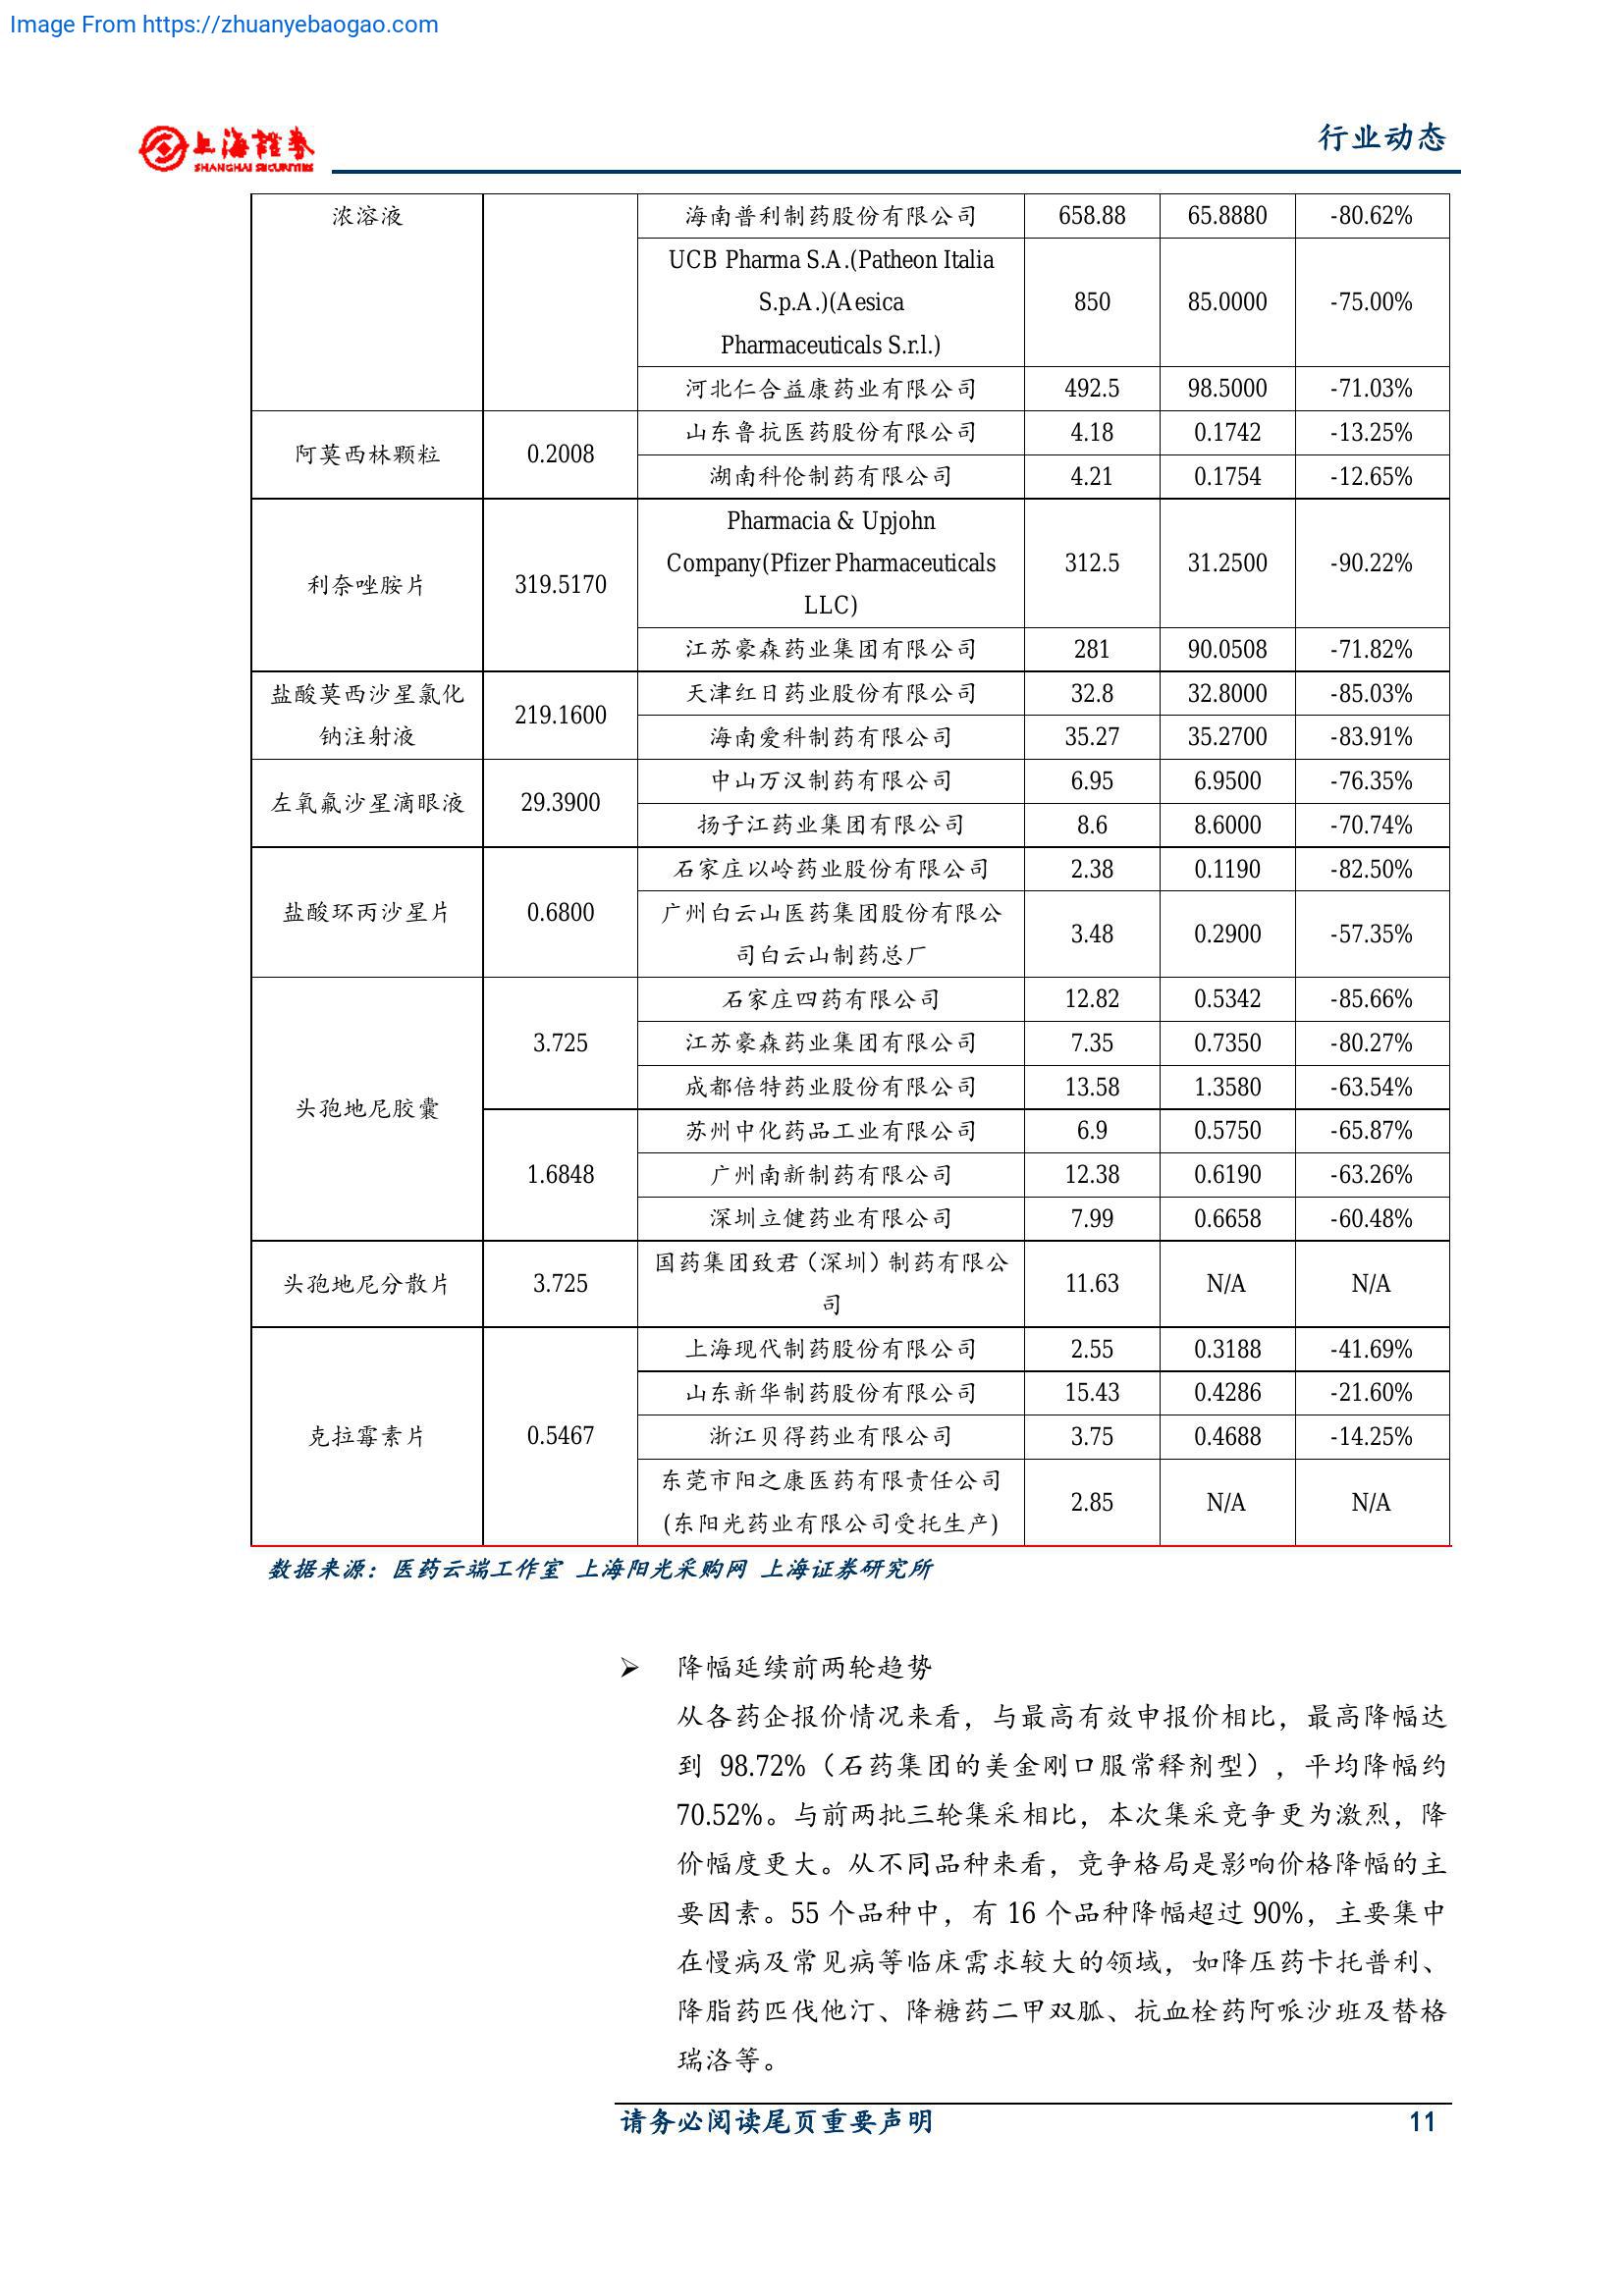 Image From https://zhuanyebaogao.com
上海證券
SHANGHAI SECURITIES
行业动态
浓溶液
海南普利制药股份有限公司 658.88 65.8880 -80.62%
UCB Pharma S.A.(Patheon Italia
S.p.A.)(Aesica
Pharmaceuticals S.r.l.)
850 85.0000 -75.00%
河北仁合益康药业有限公司 492.5 98.5000 -71.03%
阿莫西林颗粒 0.2008
山东鲁抗医药股份有限公司 4.18 0.1742 -13.25%
湖南科伦制药有限公司 4.21 0.1754 -12.65%
利奈唑胺片 319.5170
Pharmacia & Upjohn
Company(Pfizer Pharmaceuticals
LLC)
312.5 31.2500 -90.22%
江苏豪森药业集团有限公司 281 90.0508 -71.82%
盐酸莫西沙星氯化
钠注射液
219.1600
天津红日药业股份有限公司 32.8 32.8000 -85.03%
海南爱科制药有限公司 35.27 35.2700 -83.91%
左氧氟沙星滴眼液 29.3900
中山万汉制药有限公司 6.95 6.9500 -76.35%
扬子江药业集团有限公司 8.6 8.6000 -70.74%
盐酸环丙沙星片 0.6800
石家庄以岭药业股份有限公司 2.38 0.1190 -82.50%
广州白云山医药集团股份有限公
司白云山制药总厂
3.48 0.2900 -57.35%
头孢地尼胶囊
3.725
石家庄四药有限公司 12.82 0.5342 -85.66%
江苏豪森药业集团有限公司 7.35 0.7350 -80.27%
成都倍特药业股份有限公司 13.58 1.3580 -63.54%
1.6848
苏州中化药品工业有限公司 6.9 0.5750 -65.87%
广州南新制药有限公司 12.38 0.6190 -63.26%
深圳立健药业有限公司 7.99 0.6658 -60.48%
头孢地尼分散片 3.725
国药集团致君（深圳）制药有限公
司
11.63 N/A N/A
克拉霉素片 0.5467
上海现代制药股份有限公司 2.55 0.3188 -41.69%
山东新华制药股份有限公司 15.43 0.4286 -21.60%
浙江贝得药业有限公司 3.75 0.4688 -14.25%
东莞市阳之康医药有限责任公司
(东阳光药业有限公司受托生产)
2.85 N/A N/A
数据来源：医药云端工作室 上海阳光采购网 上海证券研究所
➢ 降幅延续前两轮趋势
从各药企报价情况来看，与最高有效申报价相比，最高降幅达
到 98.72%（石药集团的美金刚口服常释剂型），平均降幅约
70.52%。与前两批三轮集采相比，本次集采竞争更为激烈，降
价幅度更大。从不同品种来看，竞争格局是影响价格降幅的主
要因素。55 个品种中，有 16 个品种降幅超过 90%，主要集中
在慢病及常见病等临床需求较大的领域，如降压药卡托普利、
降脂药匹伐他汀、降糖药二甲双胍、抗血栓药阿哌沙班及替格
瑞洛等。
请务必阅读尾页重要声明 11